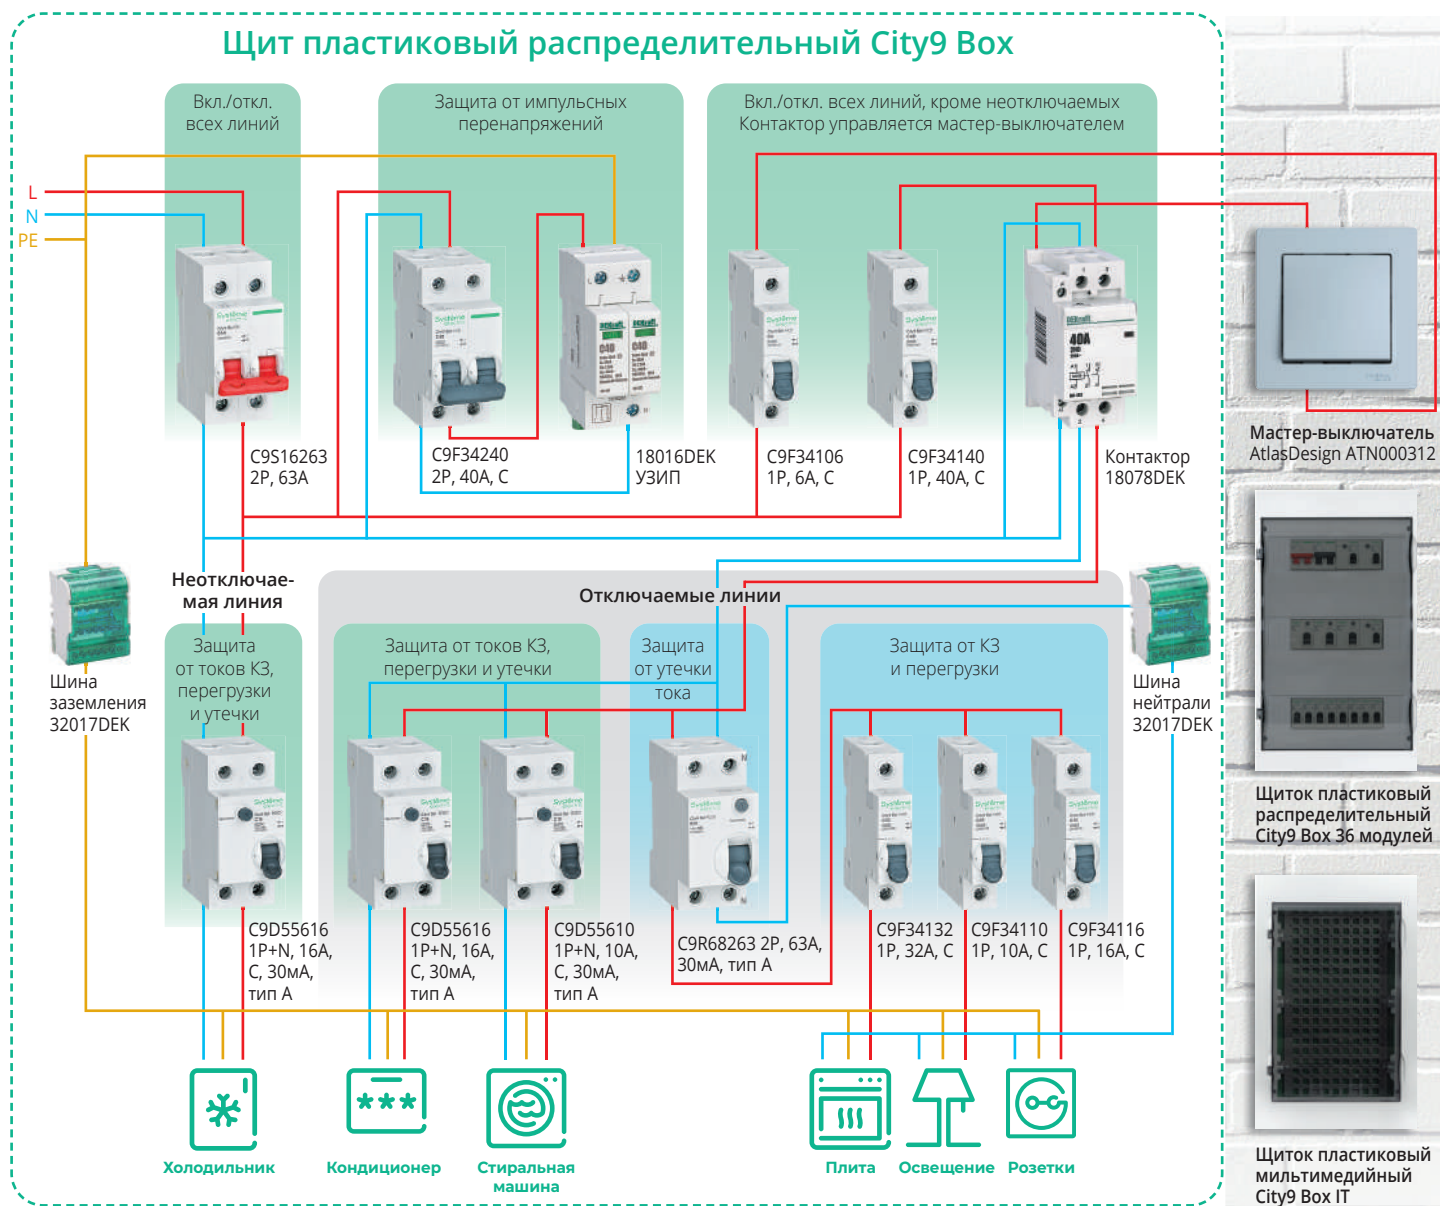 Щит пластиковый распределительный City9 Box
Вкл./откл.
всех линий
Защита от импульсных
перенапряжений
Вкл./откл. всех линий, кроме неотключаемых
Контактор управляется мастер-выключателем
L
N
PE
C9S16263
2P, 63A
C9F34240
2P, 40A, C
18016DEK
УЗИП
C9F34106
1P, 6A, C
C9F34140
1P, 40A, C
40A
Контактор
18078DEK
Мастер-выключатель
AtlasDesign ATN000312
Неотключае-
мая линия
Отключаемые линии
Защита
от токов КЗ,
перегрузки
и утечки
Защита от токов КЗ,
перегрузки и утечки
Защита
от утечки
тока
Защита от КЗ
и перегрузки
Шина
заземления
32017DEK
Шина
нейтрали
32017DEK
C9D55616
1P+N, 16A,
C, 30мА,
тип А
C9D55616
1P+N, 16A,
C, 30мА,
тип А
C9D55610
1P+N, 10A,
C, 30мА,
тип А
C9R68263 2P, 63A,
30мА, тип А
C9F34132
1P, 32A, C
C9F34110
1P, 10A, C
C9F34116
1P, 16A, C
Щиток пластиковый
распределительный
City9 Box 36 модулей
Холодильник
Кондиционер
Стиральная
машина
Плита
Освещение
Розетки
Щиток пластиковый
мильтимедийный
City9 Box IT